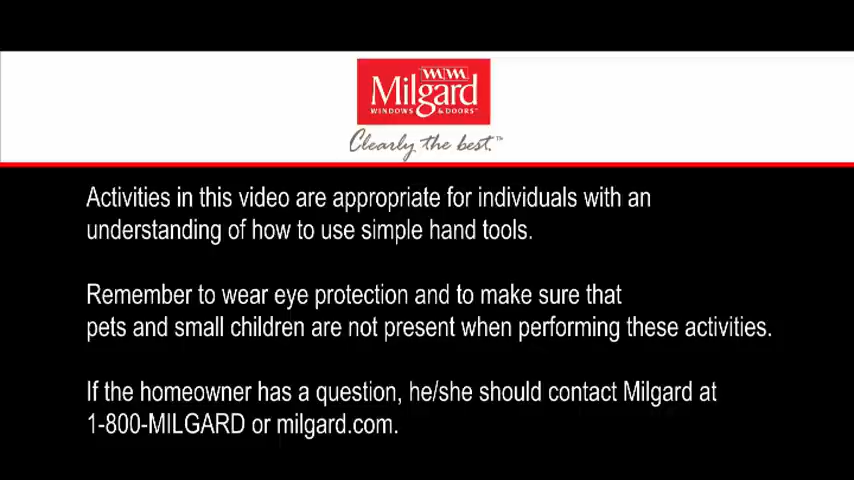 Milgard
WINDOWS & DOORS™
Clearly the best.™
Activities in this video are appropriate for individuals with an
understanding of how to use simple hand tools.
Remember to wear eye protection and to make sure that
pets and small children are not present when performing these activities.
If the homeowner has a question, he/she should contact Milgard at
1-800-MILGARD or milgard.com.